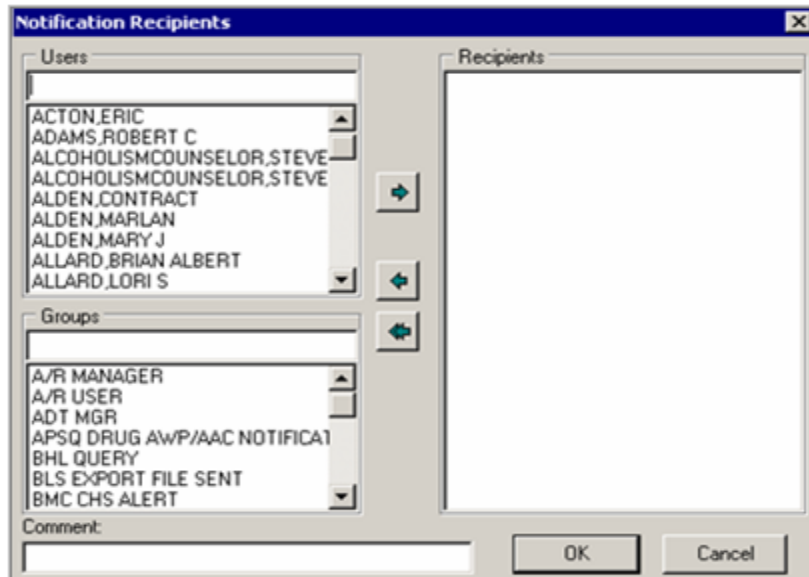 Notification Recipients
Users
ACTON,ERIC
ADAMS,ROBERT C
ALCOHOLISMCOUNSELOR,STEVE
ALCOHOLISMCOUNSELOR,STEVE
ALDEN,CONTRACT
ALDEN,MARLAN
ALDEN,MARY J
ALLARD,BRIAN ALBERT
ALLARD,LORI S
Groups
A/R MANAGER
A/R USER
ADT MGR
APSQ DRUG AWP/AAC NOTIFICAT
BHL QUERY
BLS EXPORT FILE SENT
BMC CHS ALERT
Comment:
Recipients
OK
Cancel